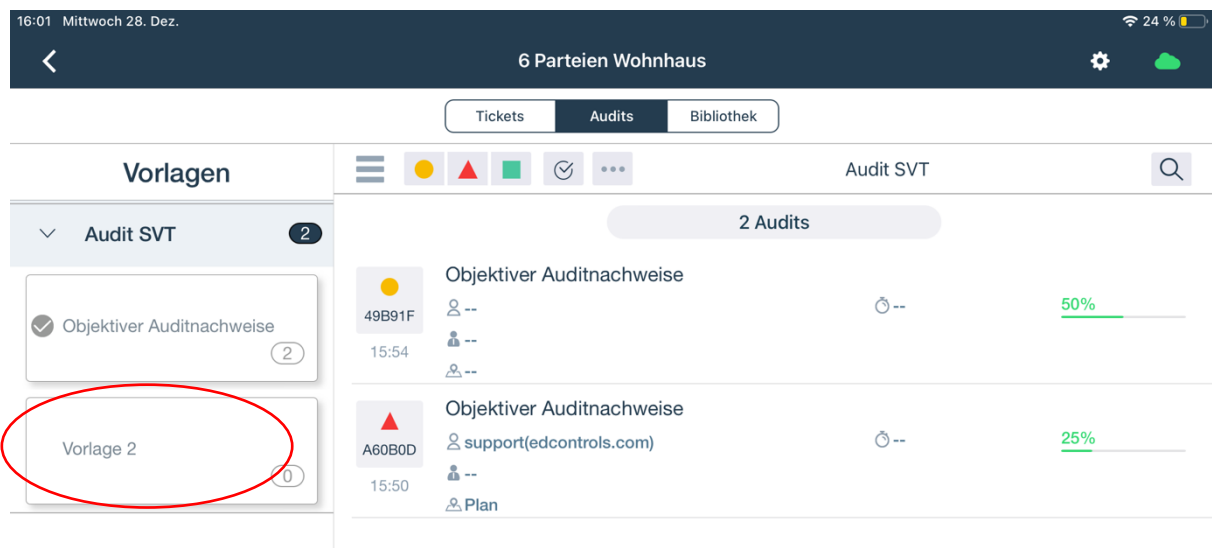 16:01 Mittwoch 28. Dez.
24 %
6 Parteien Wohnhaus
Tickets Audits Bibliothek
Vorlagen
Audit SVT
Audit SVT 2
2 Audits
Objektiver Auditnachweise
2
Vorlage 2
0
Objektiver Auditnachweise
49B91F
--
--
50%
15:54
--
--
Objektiver Auditnachweise
A60B0D
support(edcontrols.com)
--
25%
15:50
--
Plan